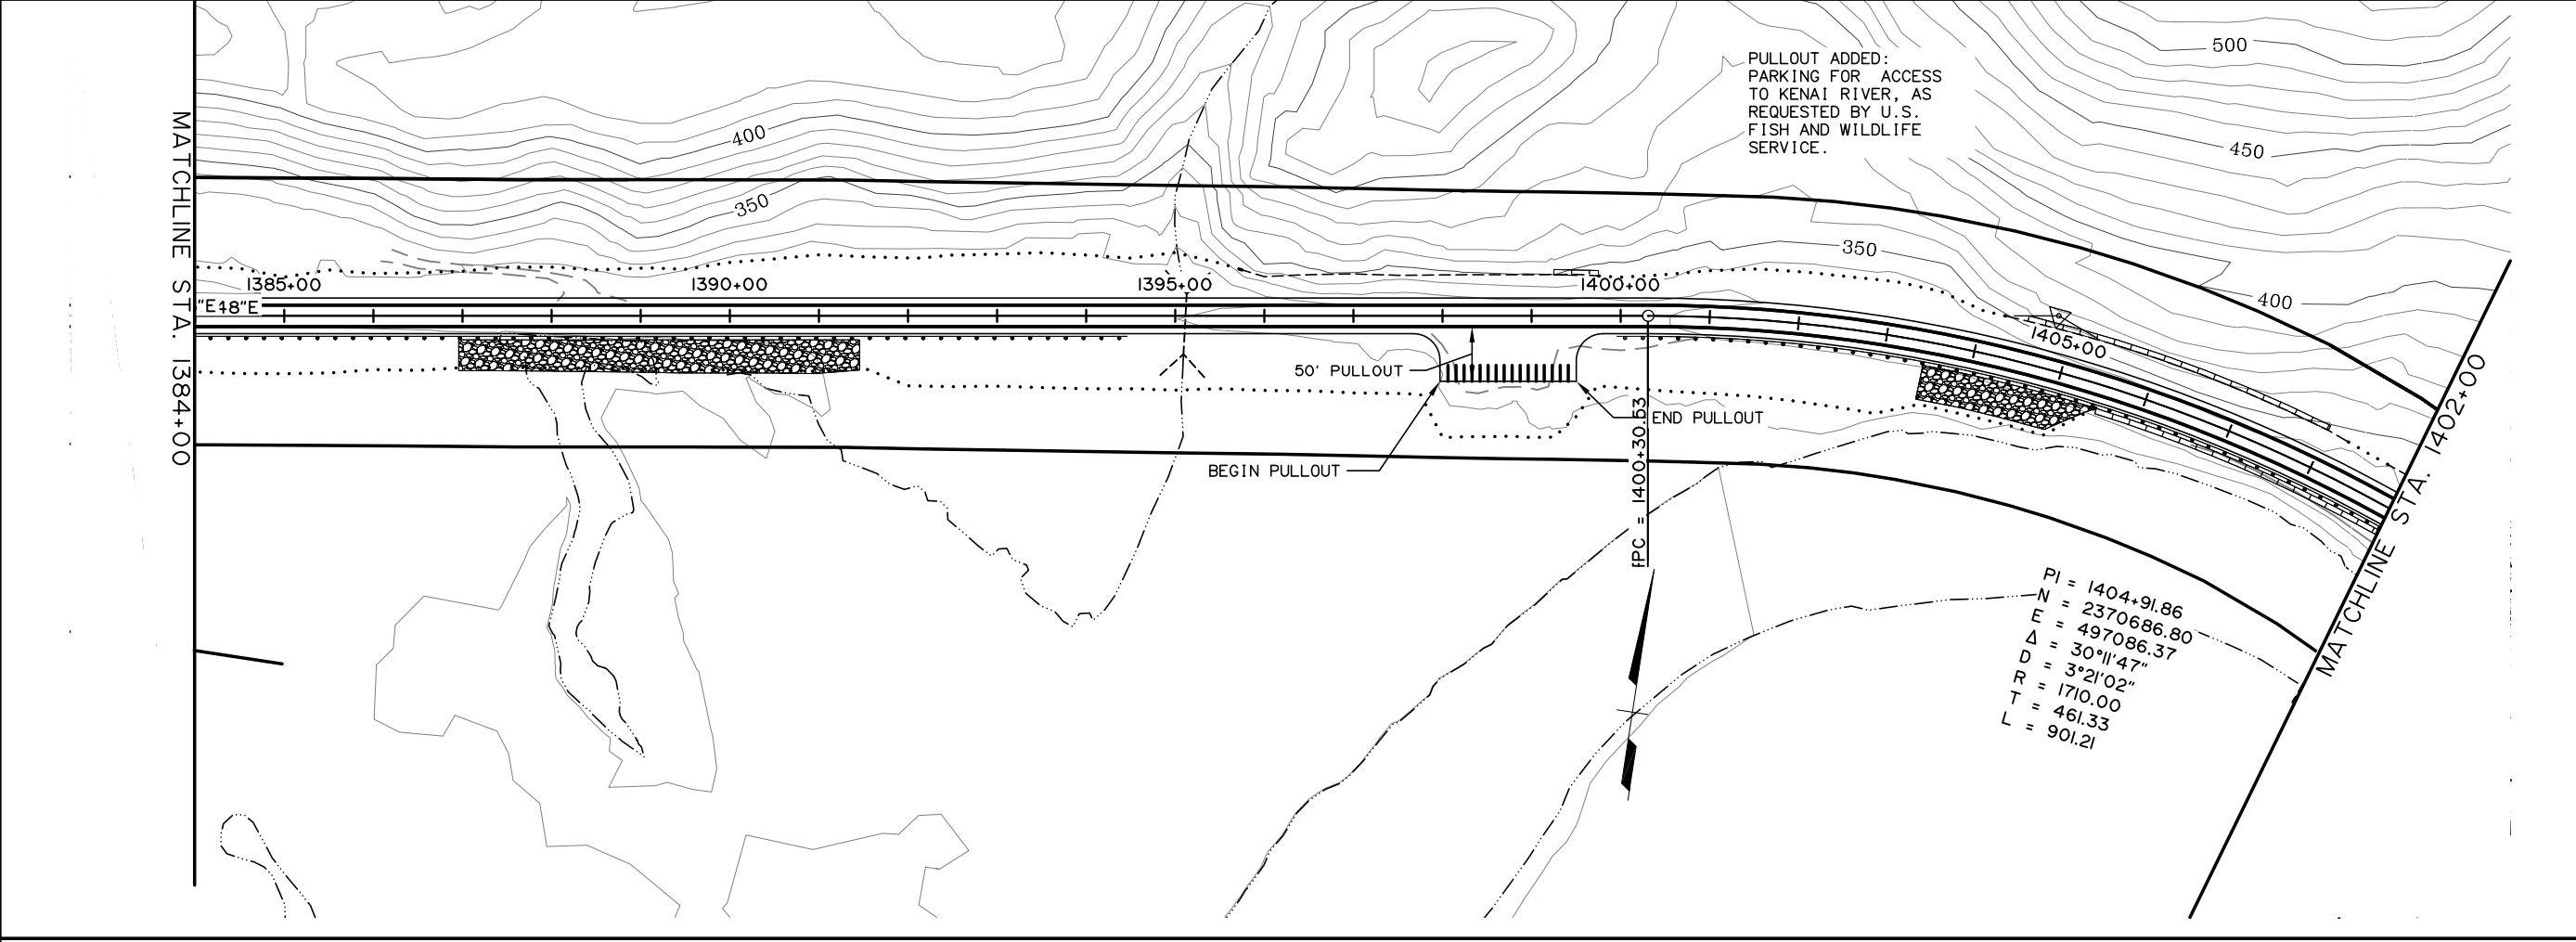 PULLOUT ADDED:
PARKING FOR ACCESS
TO KENAI RIVER, AS
REQUESTED BY U.S.
FISH AND WILDLIFE
SERVICE.
500
450
400
400
350
350
400
MATCHLINE STA. 1384+00
1385+00
1390+00
1395+00
1400+00
1405+00
"E48"E
50' PULLOUT
END PULLOUT
BEGIN PULLOUT
PC = 1400+30.53
MATCHLINE STA. 1402+00
PI = 1404+91.86
N = 2370686.80
E = 497086.37
Δ = 30°11'47"
D = 3°21'02"
R = 1710.00
T = 461.33
L = 901.21